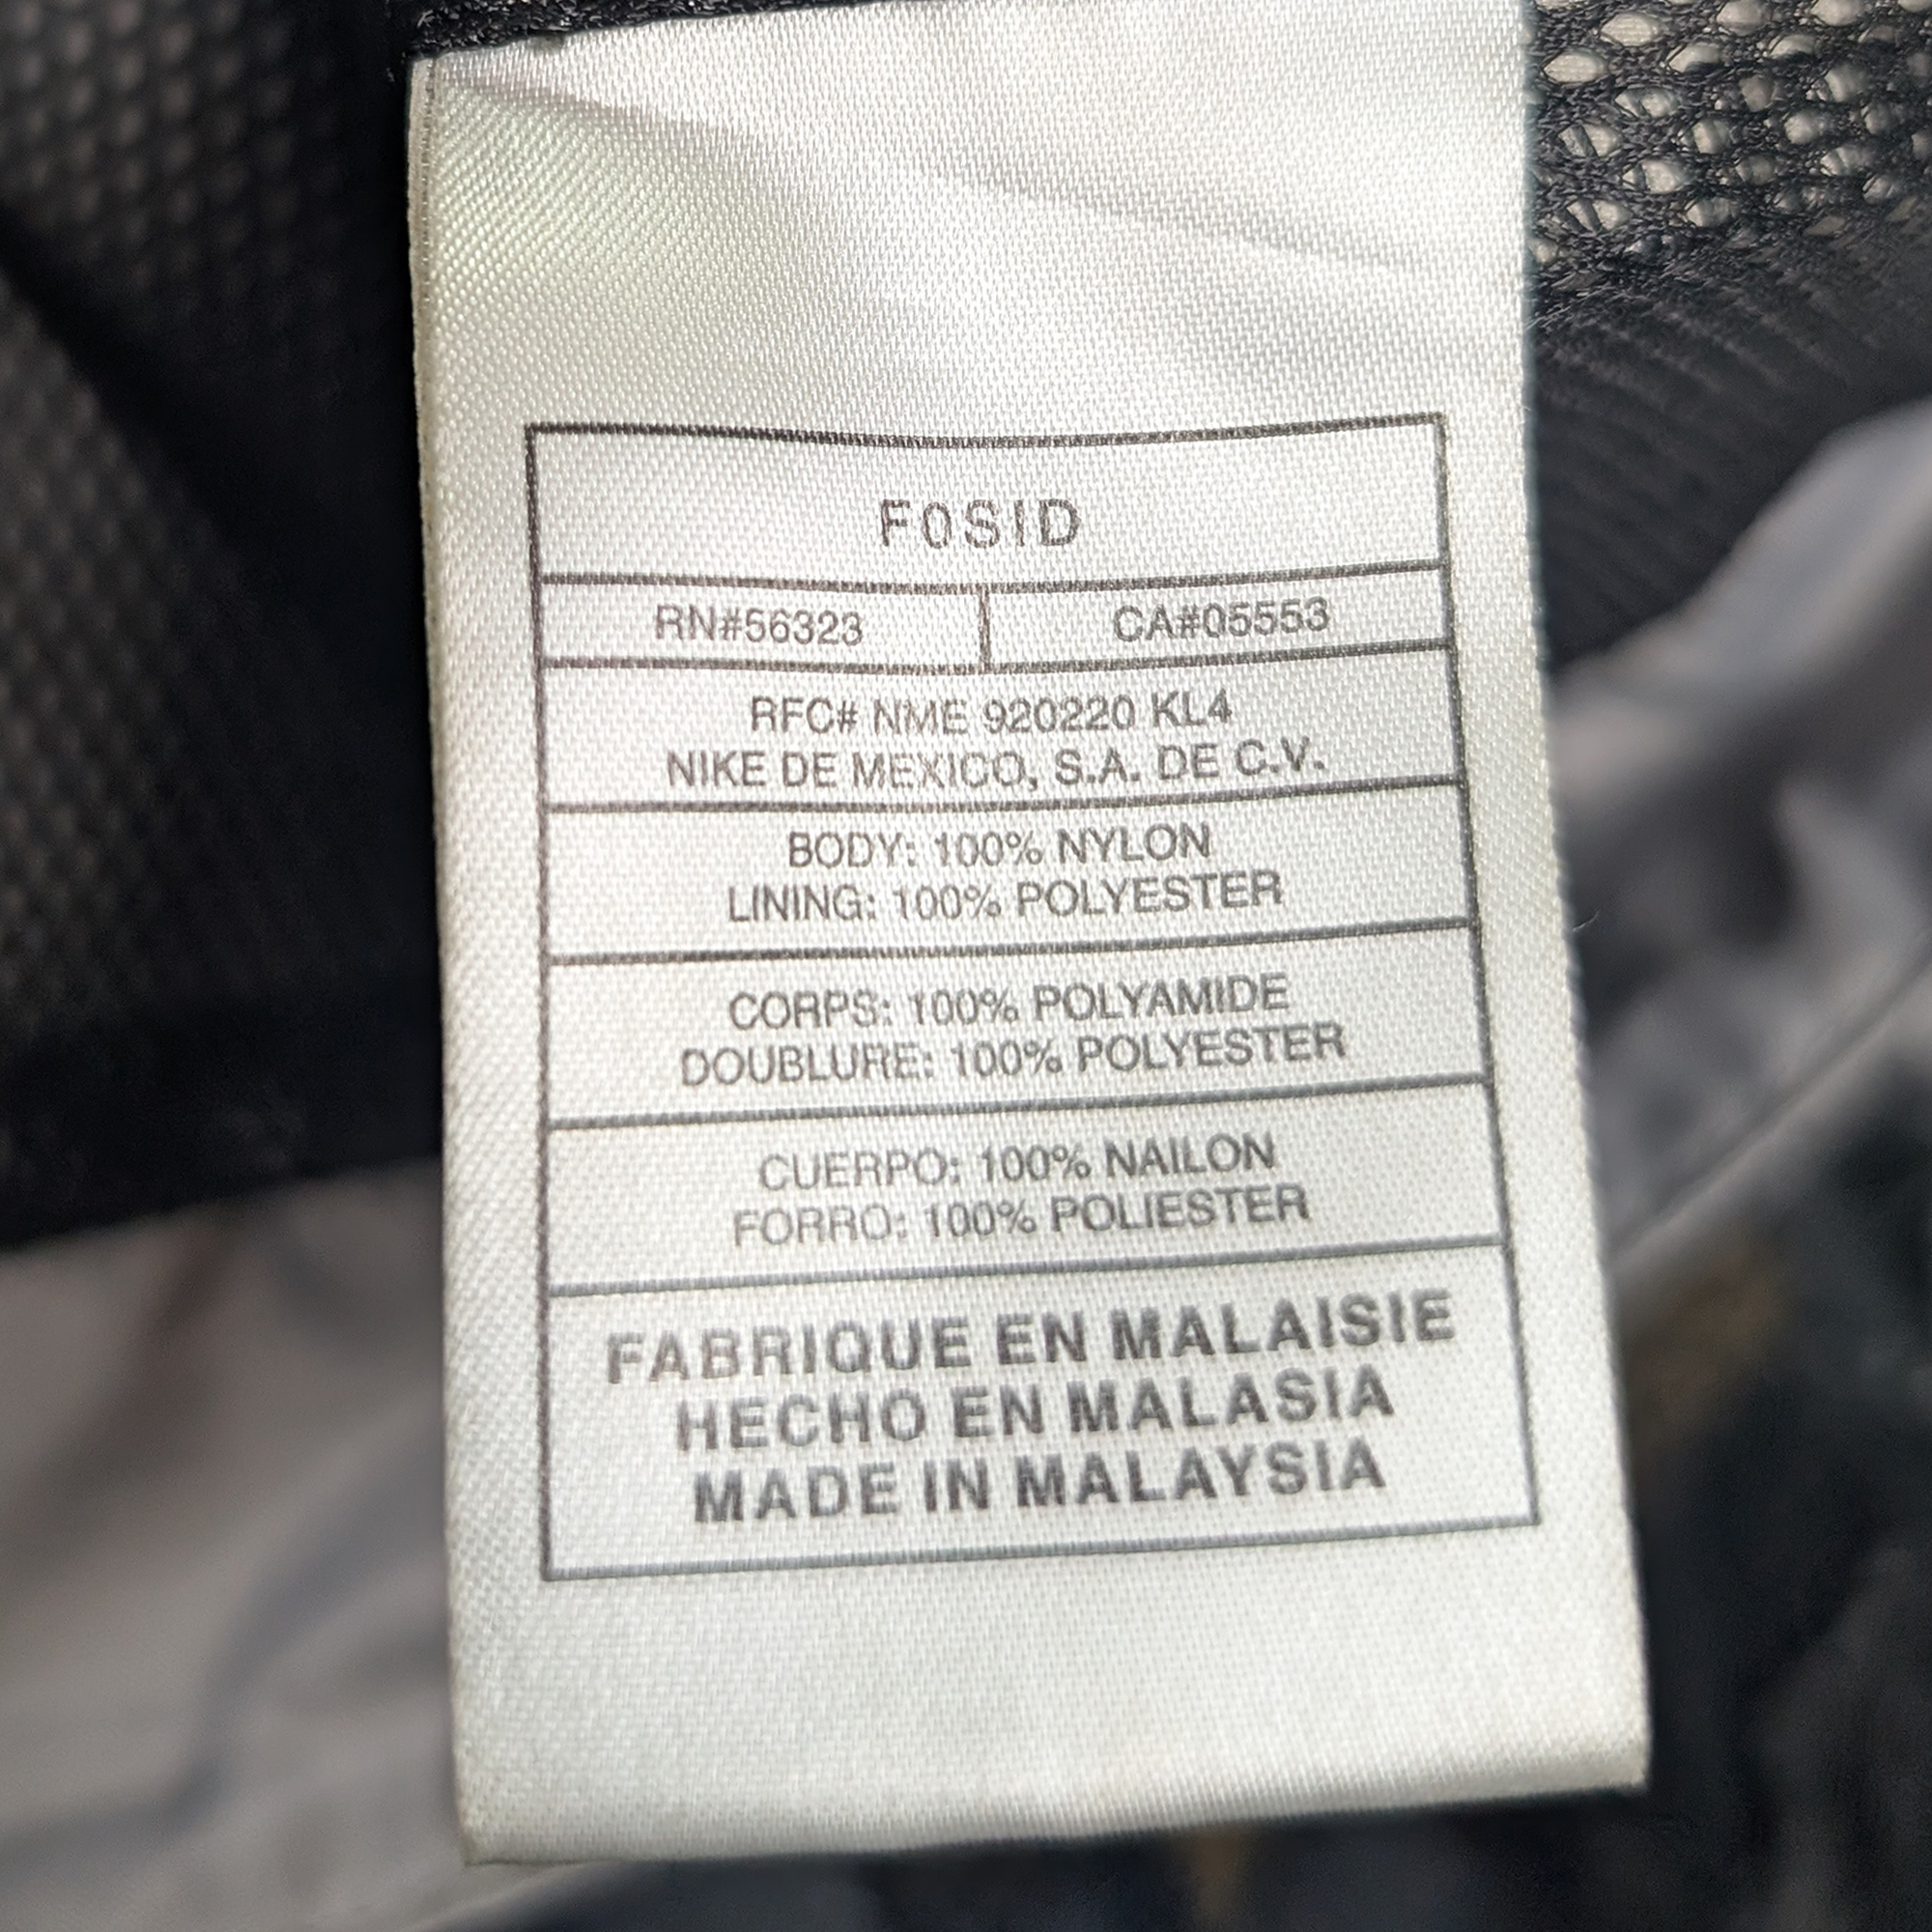 F0SID
RN#56323 CA#05553
RFC# NME 920220 KL4
NIKE DE MEXICO, S.A. DE C.V.
BODY: 100% NYLON
LINING: 100% POLYESTER
CORPS: 100% POLYAMIDE
DOUBLURE: 100% POLYESTER
CUERPO: 100% NAILON
FORRO: 100% POLIESTER
FABRIQUE EN MALAISIE
HECHO EN MALASIA
MADE IN MALAYSIA